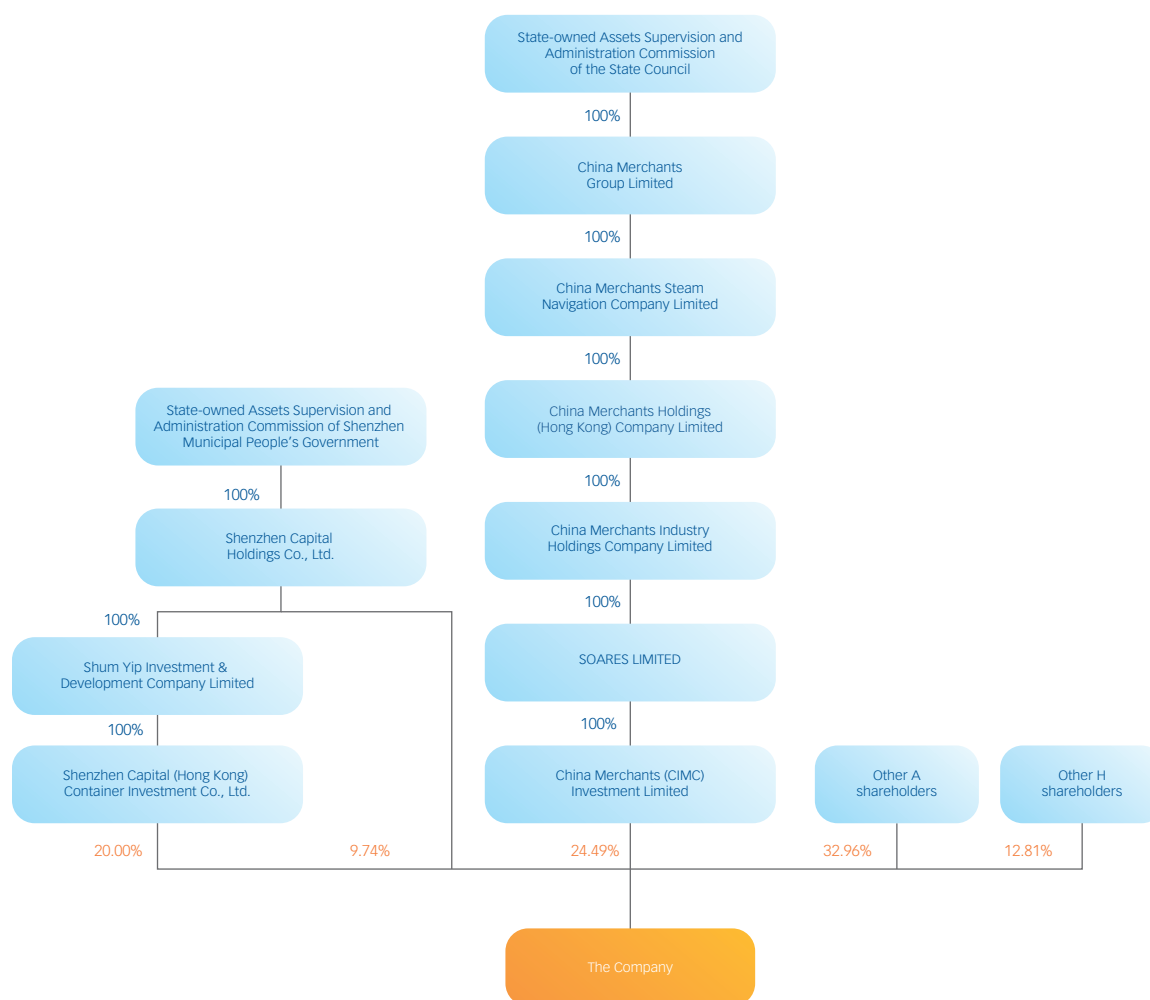 State-owned Assets Supervision and
Administration Commission
of the State Council
100%
China Merchants
Group Limited
100%
China Merchants Steam
Navigation Company Limited
100%
China Merchants Holdings
(Hong Kong) Company Limited
State-owned Assets Supervision and
Administration Commission of Shenzhen
Municipal People’s Government
100%
100%
China Merchants Industry
Holdings Company Limited
Shenzhen Capital
Holdings Co., Ltd.
100%
100%
Shum Yip Investment &
Development Company Limited
SOARES LIMITED
100%
100%
Shenzhen Capital (Hong Kong)
Container Investment Co., Ltd.
China Merchants (CIMC)
Investment Limited
Other A
shareholders
Other H
shareholders
20.00%
9.74%
24.49%
32.96%
12.81%
The Company